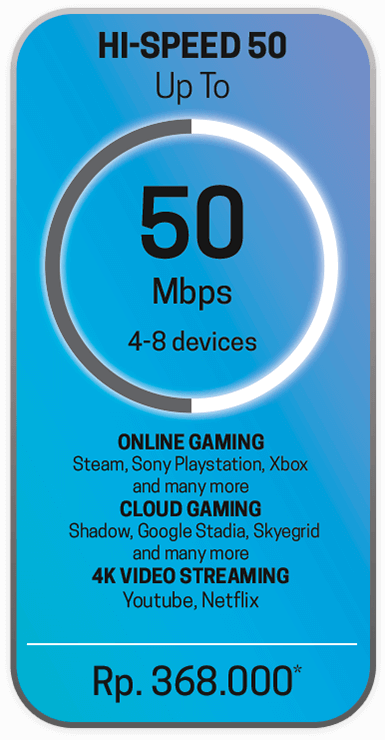 HI-SPEED 50
Up To
50
Mbps
4-8 devices
ONLINE GAMING
Steam, Sony Playstation, Xbox
and many more
CLOUD GAMING
Shadow, Google Stadia, Skyegrid
and many more
4K VIDEO STREAMING
Youtube, Netflix
Rp. 368.000*